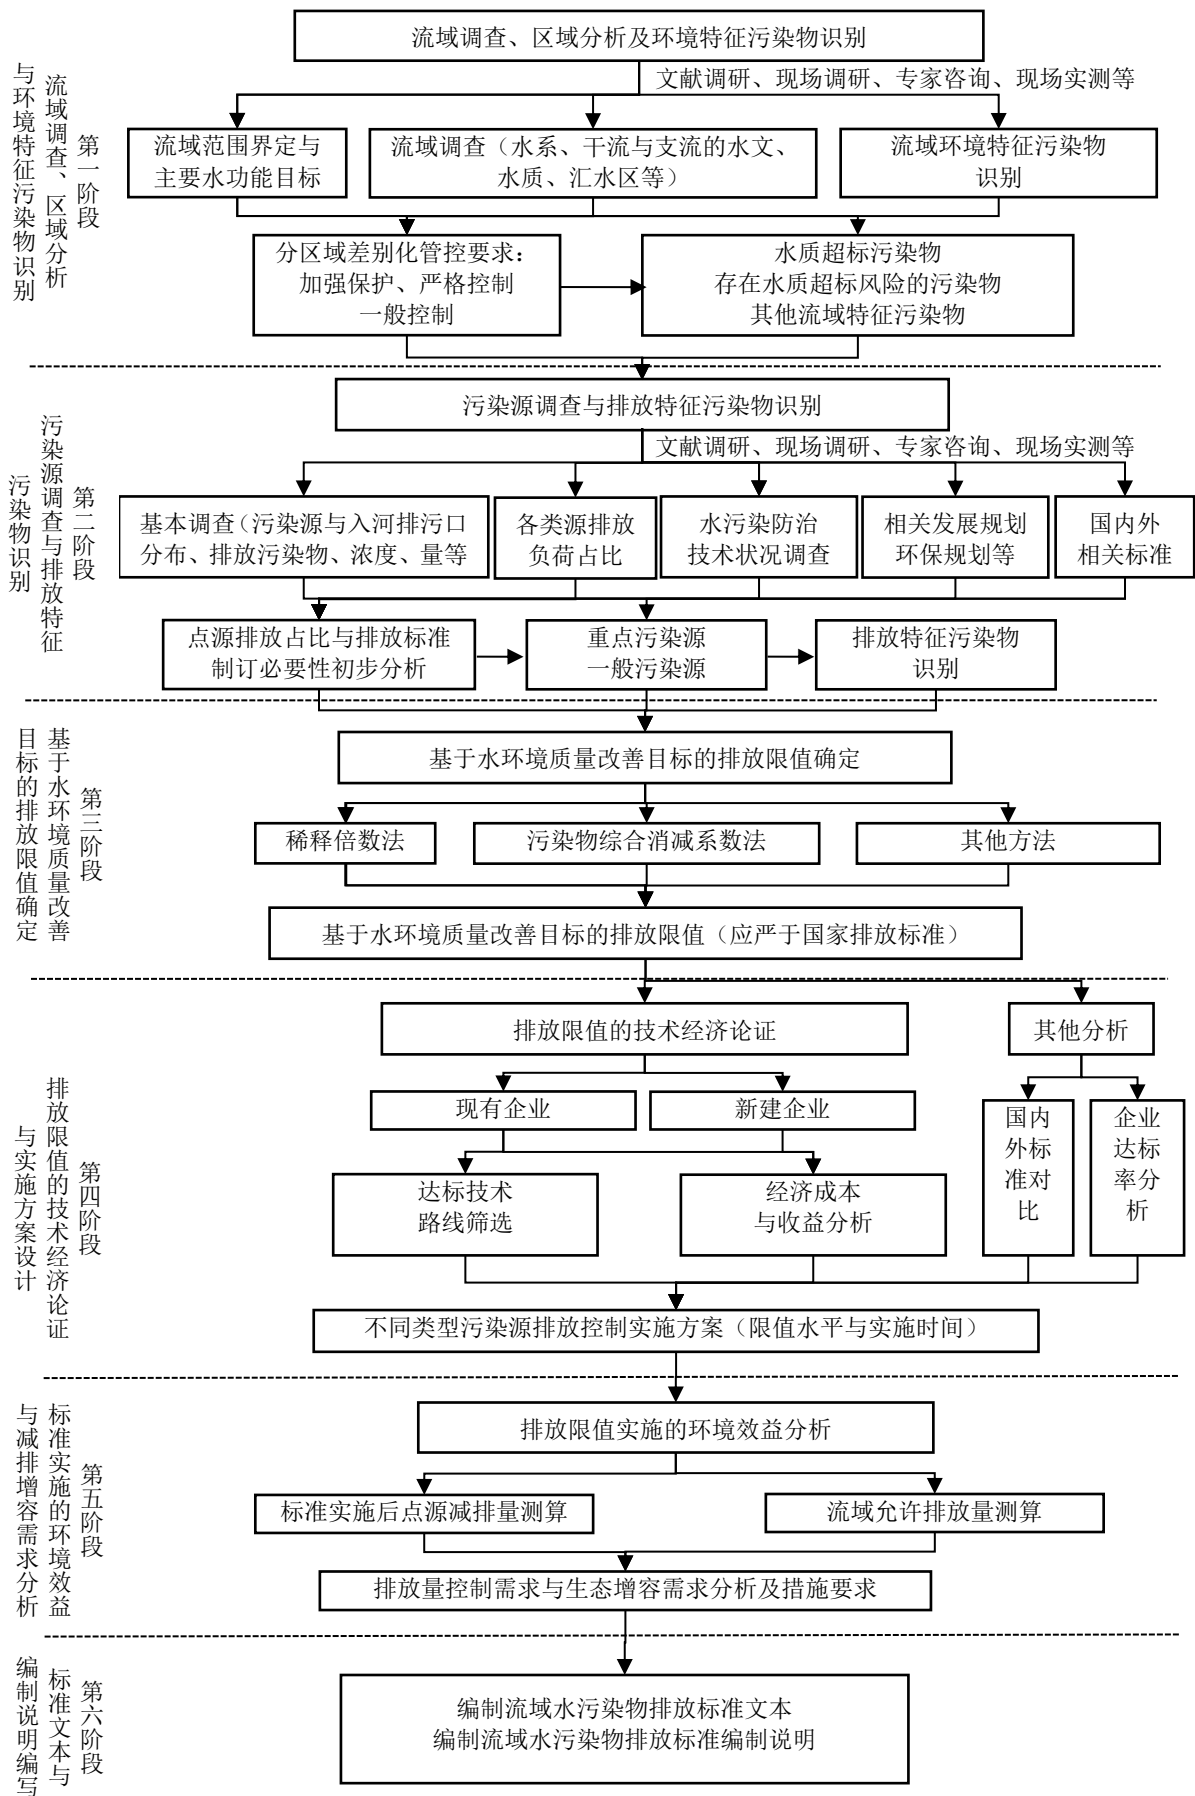 流域调查、区域分析及环境特征污染物识别
文献调研、现场调研、专家咨询、现场实测等
第一阶段
流域调查、区域分析
与环境特征污染物识别
流域范围界定与
主要水功能目标
流域调查（水系、干流与支流的水文、
水质、汇水区等）
流域环境特征污染物
识别
分区域差别化管控要求：
加强保护、严格控制
一般控制
水质超标污染物
存在水质超标风险的污染物
其他流域特征污染物
污染源调查与排放特征污染物识别
文献调研、现场调研、专家咨询、现场实测等
第二阶段
污染源调查与排放特征
污染物识别
基本调查（污染源与入河排污口
分布、排放污染物、浓度、量等
各类源排放
负荷占比
水污染防治
技术状况调查
相关发展规划
环保规划等
国内外
相关标准
点源排放占比与排放标准
制订必要性初步分析
重点污染源
一般污染源
排放特征污染物
识别
第三阶段
基于水环境质量改善
目标的排放限值确定
基于水环境质量改善目标的排放限值确定
稀释倍数法
污染物综合消减系数法
其他方法
基于水环境质量改善目标的排放限值（应严于国家排放标准）
第四阶段
排放限值的技术经济论证
与实施方案设计
排放限值的技术经济论证
其他分析
现有企业
新建企业
达标技术
路线筛选
经济成本
与收益分析
国内
外标
准对
比
企业
达标
率分
析
不同类型污染源排放控制实施方案（限值水平与实施时间）
第五阶段
标准实施的环境效益
与减排增容需求分析
排放限值实施的环境效益分析
标准实施后点源减排量测算
流域允许排放量测算
排放量控制需求与生态增容需求分析及措施要求
第六阶段
标准文本与
编制说明编写
编制流域水污染物排放标准文本
编制流域水污染物排放标准编制说明